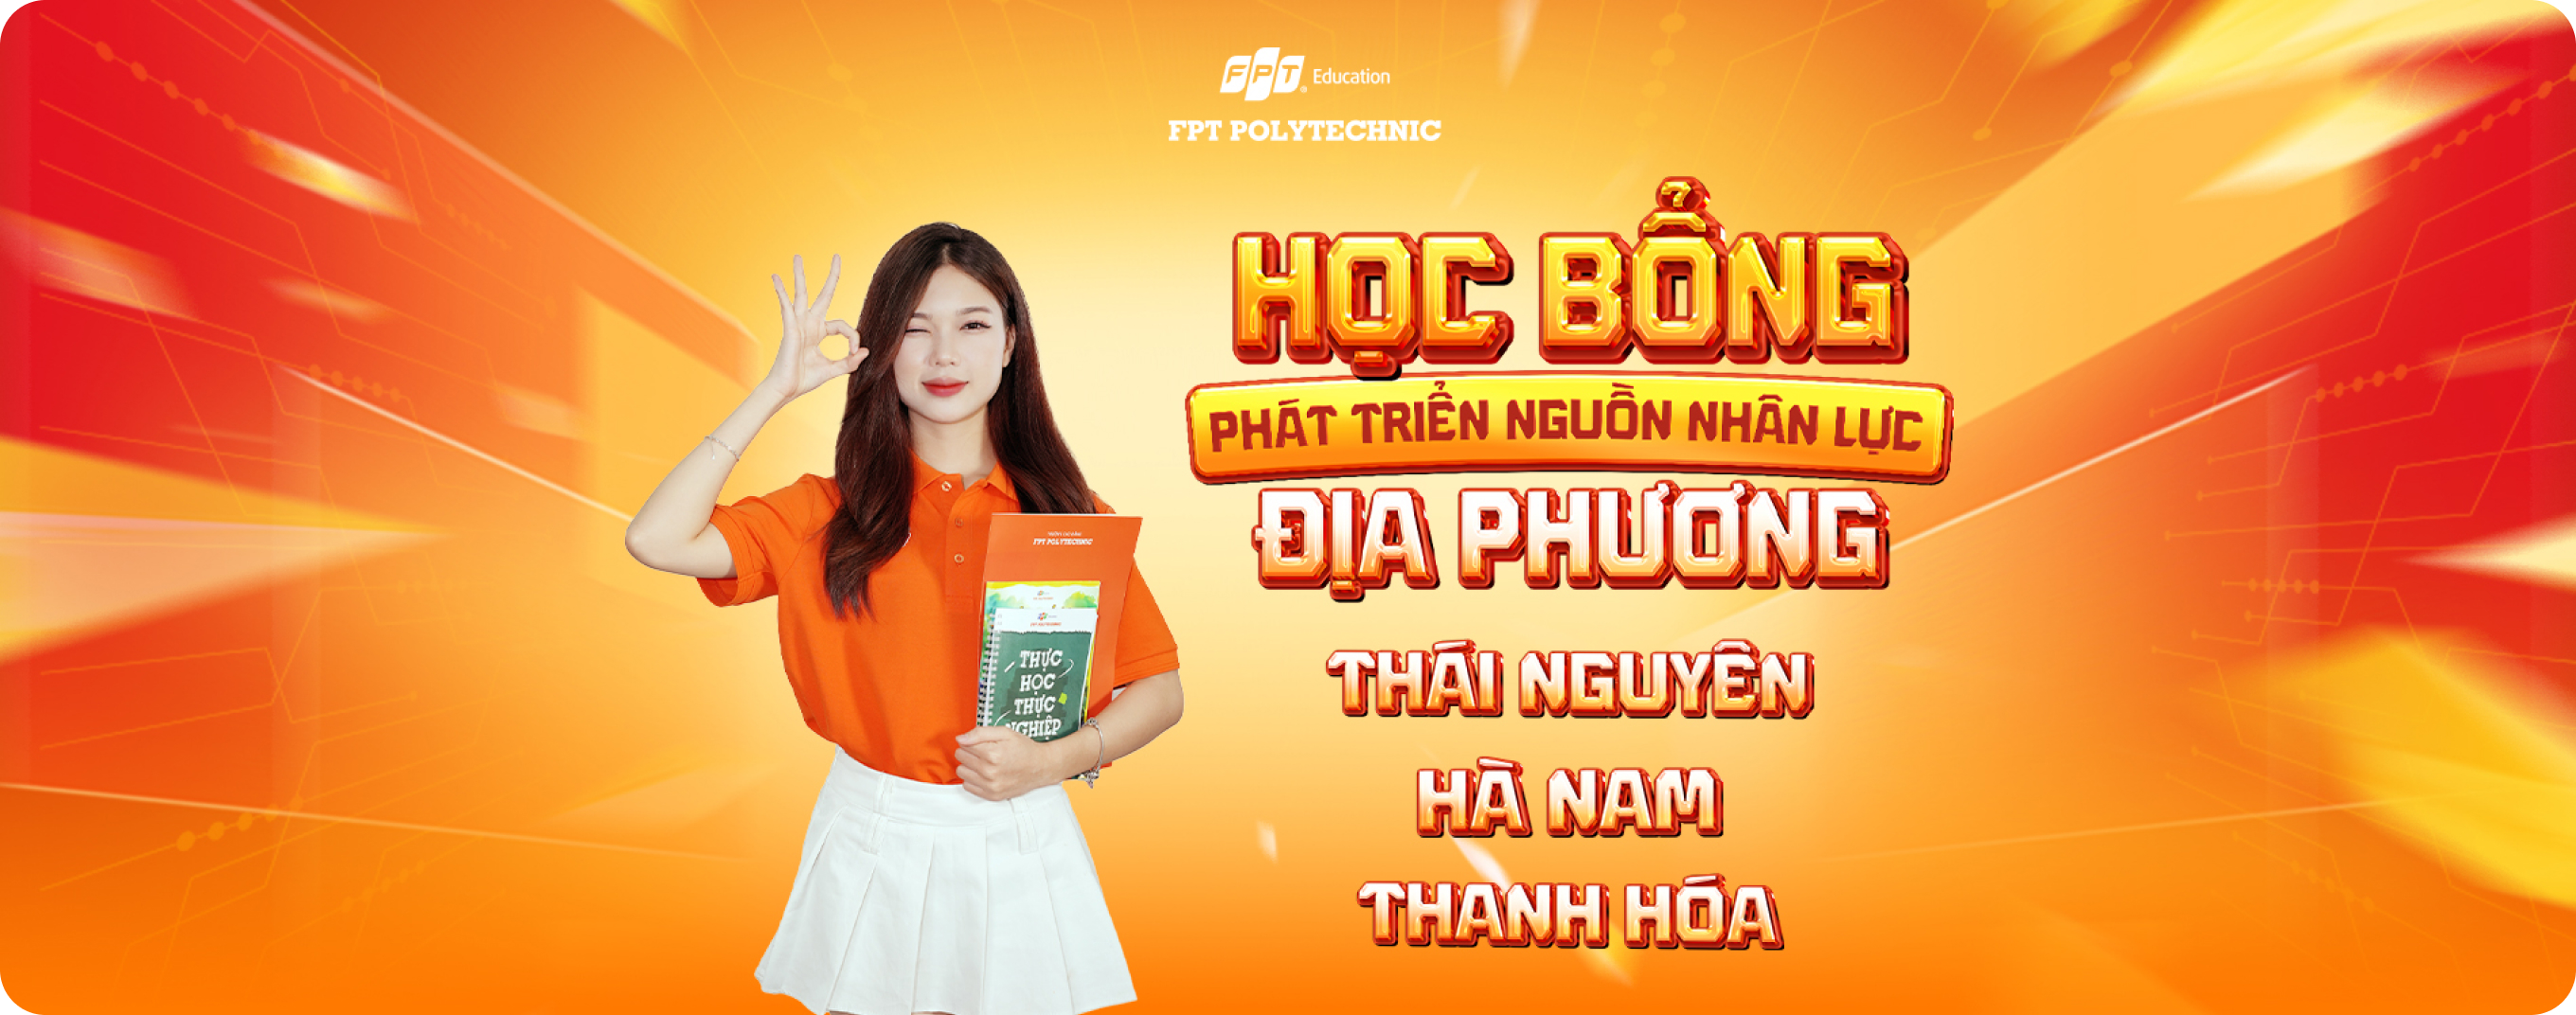 FPT Education
FPT POLYTECHNIC
HỌC BỔNG
PHÁT TRIỂN NGUỒN NHÂN LỰC
ĐỊA PHƯƠNG
THÁI NGUYÊN
HÀ NAM
THANH HÓA
FPT POLYTECHNIC
THỰC
HỌC
THỰC
NGHIỆP